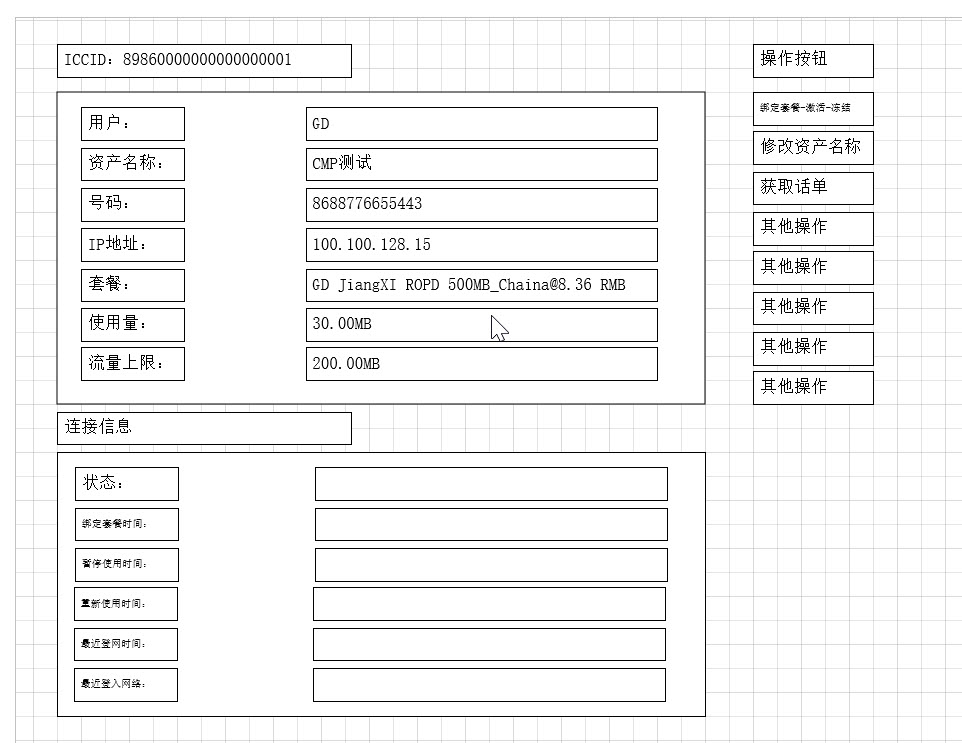 ICCID：89860000000000000001
用户：
GD
资产名称：
CMP测试
号码：
8688776655443
IP地址：
100.100.128.15
套餐：
GD JiangXI ROPD 500MB_Chaina@8.36 RMB
使用量：
30.00MB
流量上限：
200.00MB
操作按钮
绑定套餐-激活-冻结
修改资产名称
获取话单
其他操作
其他操作
其他操作
其他操作
其他操作
连接信息
状态：
绑定套餐时间：
暂停使用时间：
重新使用时间：
最近登网时间：
最近登入网络：